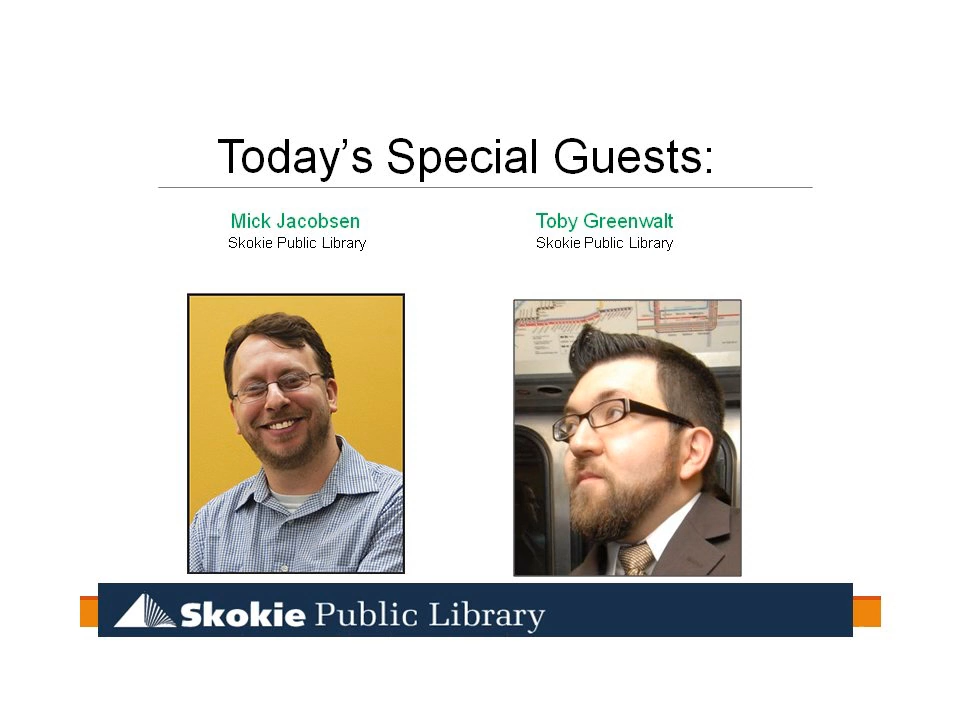 Today's Special Guests:
Mick Jacobsen
Skokie Public Library
Toby Greenwalt
Skokie Public Library
Skokie Public Library